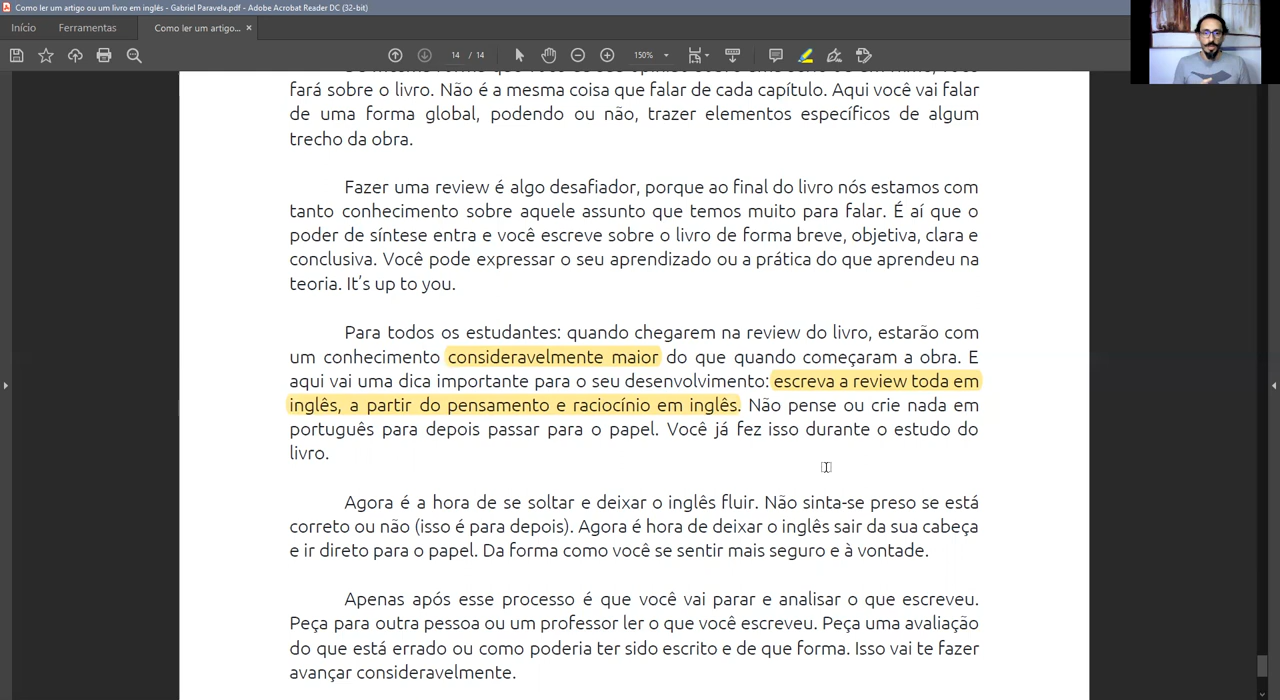 Como ler um artigo ou um livro em inglês - Gabriel Paravela.pdf - Adobe Acrobat Reader DC (32-bit)
Início Ferramentas Como ler um artigo... ×
14 / 14 150%
fará sobre o livro. Não é a mesma coisa que falar de cada capítulo. Aqui você vai falar
de uma forma global, podendo ou não, trazer elementos específicos de algum
trecho da obra.
Fazer uma review é algo desafiador, porque ao final do livro nós estamos com
tanto conhecimento sobre aquele assunto que temos muito para falar. É aí que o
poder de síntese entra e você escreve sobre o livro de forma breve, objetiva, clara e
conclusiva. Você pode expressar o seu aprendizado ou a prática do que aprendeu na
teoria. It's up to you.
Para todos os estudantes: quando chegarem na review do livro, estarão com
um conhecimento consideravelmente maior do que quando começaram a obra. E
aqui vai uma dica importante para o seu desenvolvimento: escreva a review toda em
inglês, a partir do pensamento e raciocínio em inglês. Não pense ou crie nada em
português para depois passar para o papel. Você já fez isso durante o estudo do
livro.
Agora é a hora de se soltar e deixar o inglês fluir. Não sinta-se preso se está
correto ou não (isso é para depois). Agora é hora de deixar o inglês sair da sua cabeça
e ir direto para o papel. Da forma como você se sentir mais seguro e à vontade.
Apenas após esse processo é que você vai parar e analisar o que escreveu.
Peça para outra pessoa ou um professor ler o que você escreveu. Peça uma avaliação
do que está errado ou como poderia ter sido escrito e de que forma. Isso vai te fazer
avançar consideravelmente.